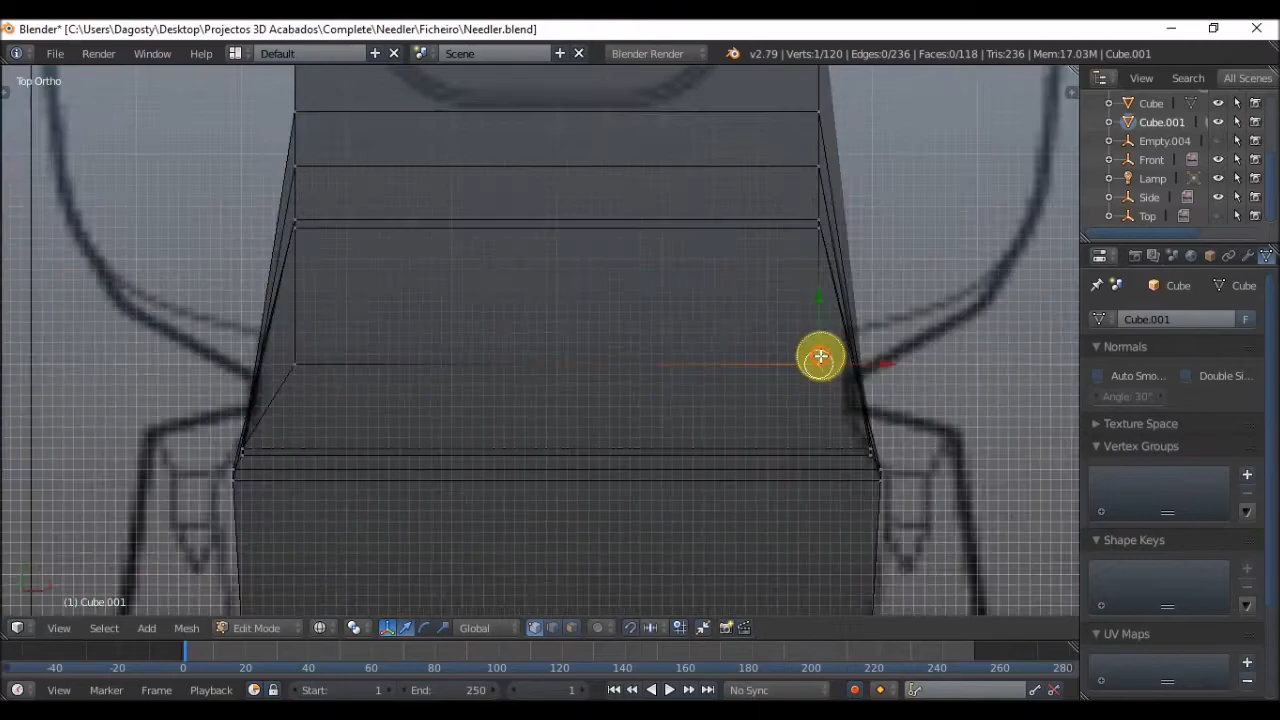 Blender* [C:\Users\Dagosty\Desktop\Projectos 3D Acabados\Complete\Needler\Ficheiro\Needler.blend]
File Render Window Help Default Scene Blender Render v2.79 | Verts:1/120 | Edges:0/236 | Faces:0/118 | Tris:236 | Mem:17.03M | Cube.001
Top Ortho
View Search All Scenes
Cube
Cube.001
Empty.004
Front
Lamp
Side
Top
Cube Cube
Cube.001 F
Normals
Auto Smo... Double Si...
Angle: 30°
Texture Space
Vertex Groups
Shape Keys
UV Maps
(1) Cube.001
View Select Add Mesh Edit Mode Global
-40 -20 0 20 40 60 80 100 120 140 160 180 200 220 240 260 280
View Marker Frame Playback Start: 1 End: 250 1 No Sync